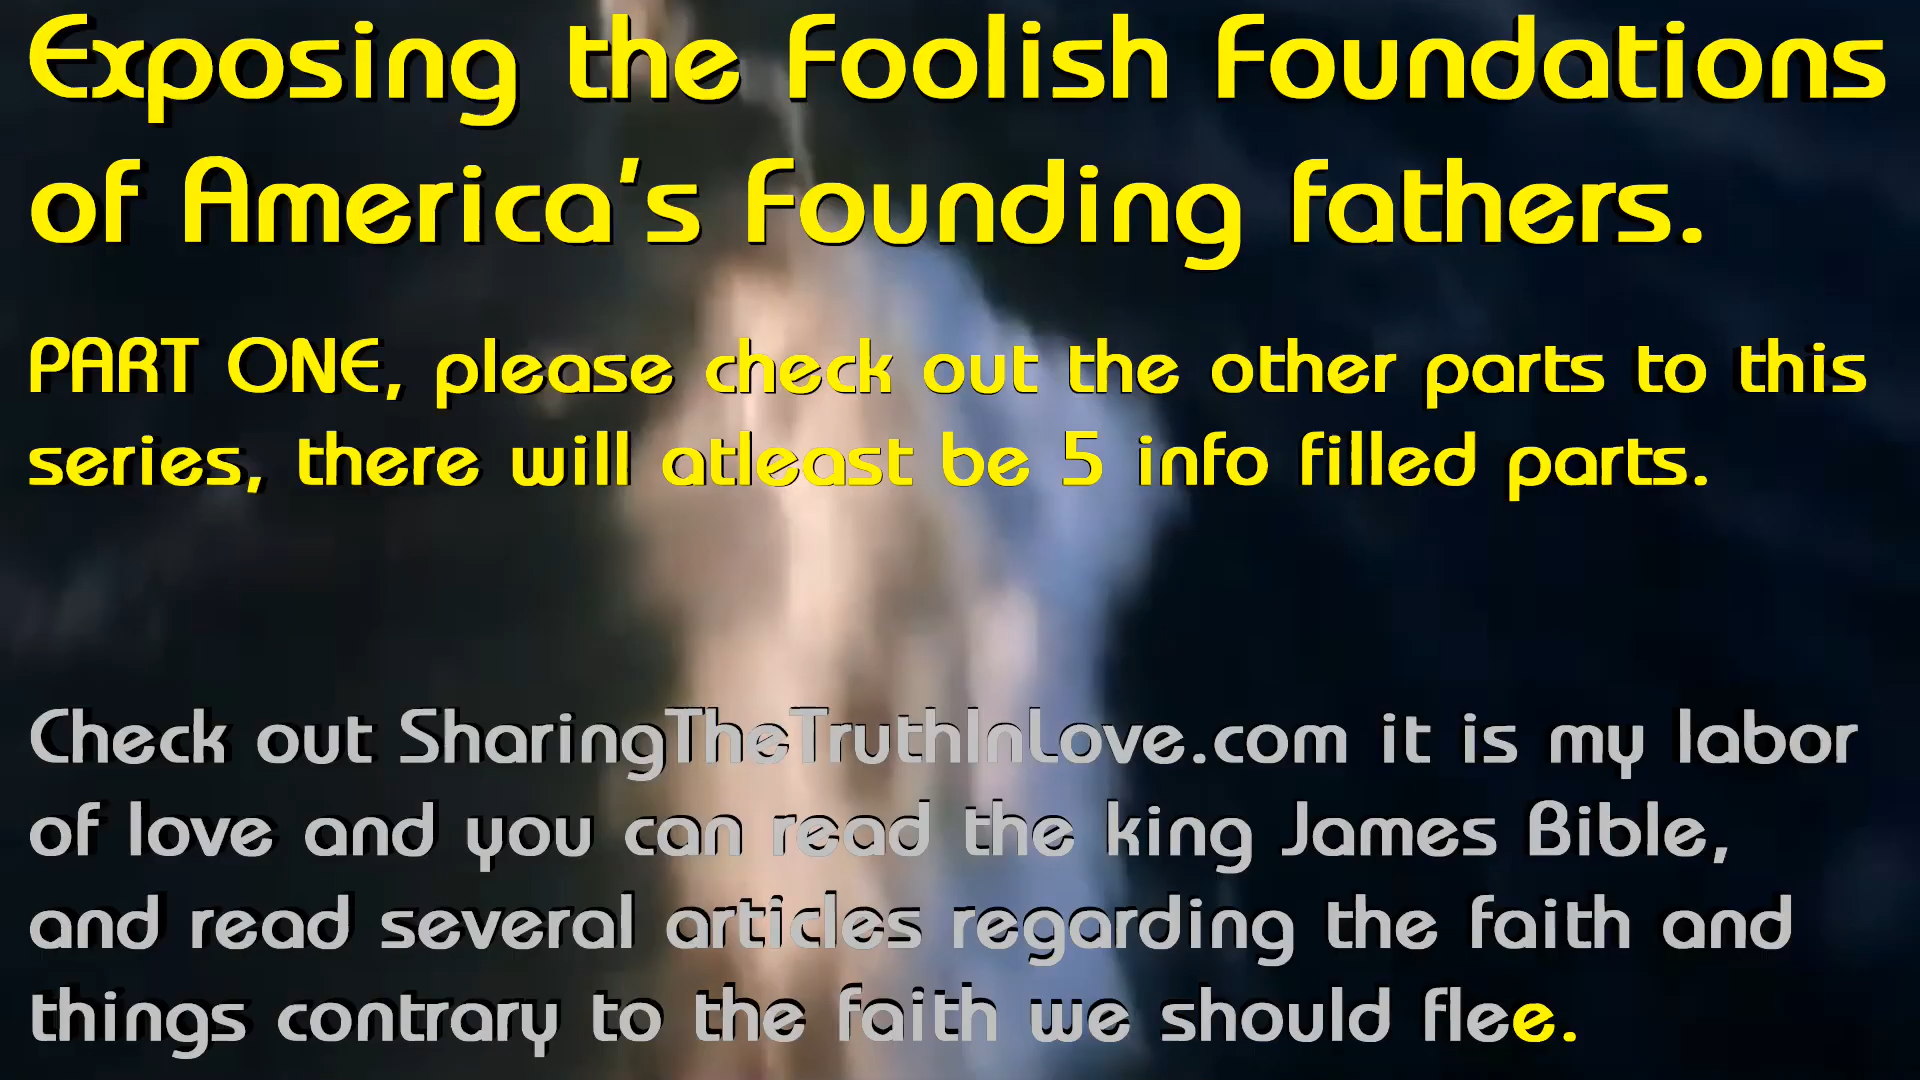 Exposing the Foolish Foundations
of America's Founding fathers.
PART ONE, please check out the other parts to this
series, there will atleast be 5 info filled parts.
Check out SharingTheTruthInLove.com it is my labor
of love and you can read the king James Bible,
and read several articles regarding the faith and
things contrary to the faith we should flee.